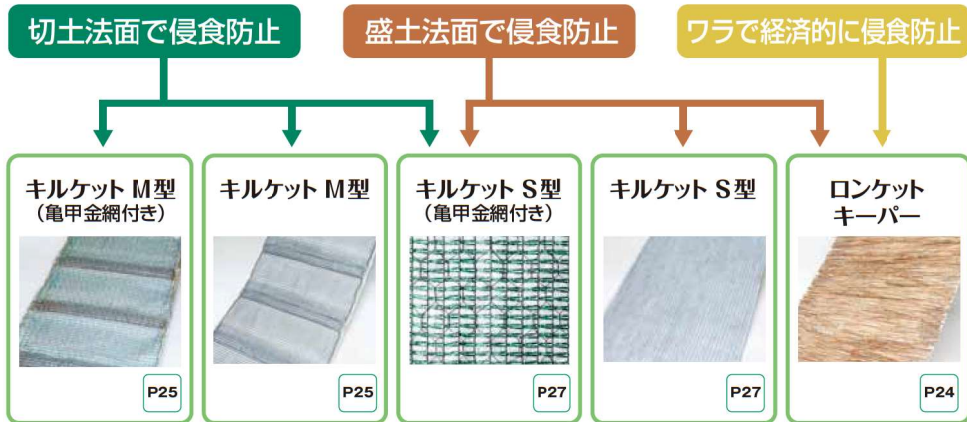 切土法面で侵食防止
盛土法面で侵食防止
ワラで経済的に侵食防止
キルケット M型
(亀甲金網付き)
P25
キルケット M型
P25
キルケット S型
(亀甲金網付き)
P27
キルケット S型
P27
ロンケット
キーパー
P24